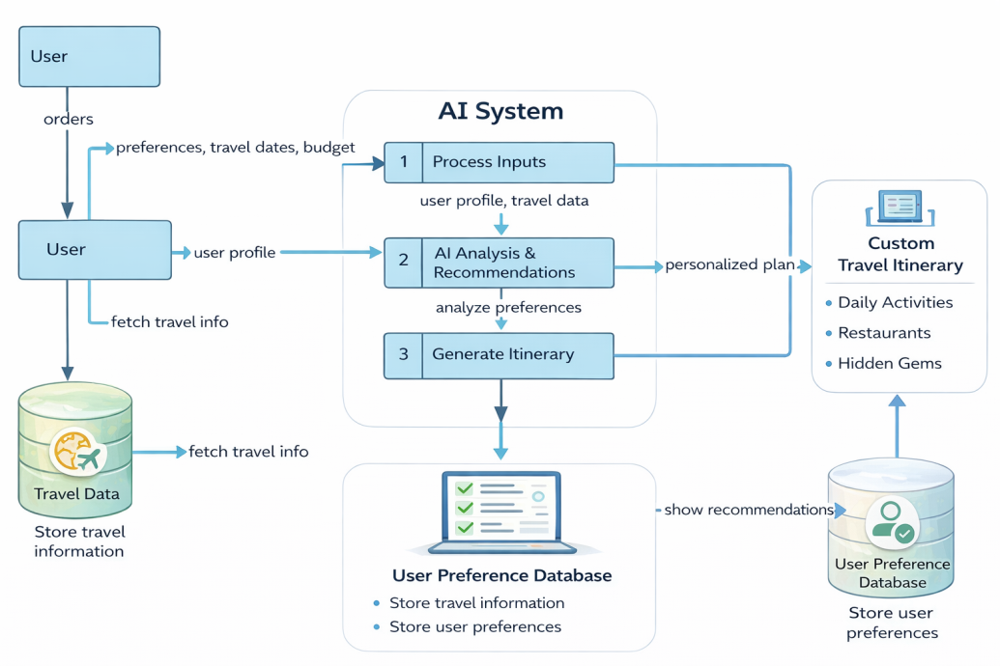 User
orders
preferences, travel dates, budget
User
user profile
fetch travel info
Travel Data
Store travel
information
fetch travel info
AI System
1 Process Inputs
user profile, travel data
2 AI Analysis &
Recommendations
analyze preferences
3 Generate Itinerary
personalized plan
User Preference Database
• Store travel information
• Store user preferences
show recommendations
Custom
Travel Itinerary
• Daily Activities
• Restaurants
• Hidden Gems
User Preference
Database
Store user
preferences